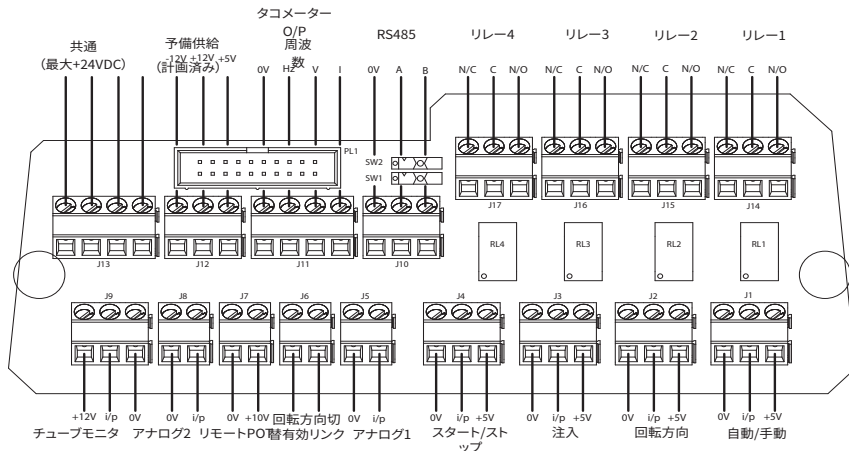 タコメーター
O/P
周波
数
共通
(最大+24VDC)
予備供給
(計画済み)
RS485
リレー4
リレー3
リレー2
リレー1
-12V +12V +5V
0V Hz V I
0V A B
N/C C N/O
N/C C N/O
N/C C N/O
N/C C N/O
PL1
SW2
SW1
J17
J16
J15
J14
J13
J12
J11
J10
RL4
RL3
RL2
RL1
J9
J8
J7
J6
J5
J4
J3
J2
J1
+12V i/p 0V
0V i/p
0V +10V
0V i/p
0V i/p +5V
0V i/p +5V
0V i/p +5V
0V i/p +5V
チューブモニタ
アナログ2
リモートPOT
回転方向切
替有効リンク
アナログ1
スタート/スト
ップ
注入
回転方向
自動/手動